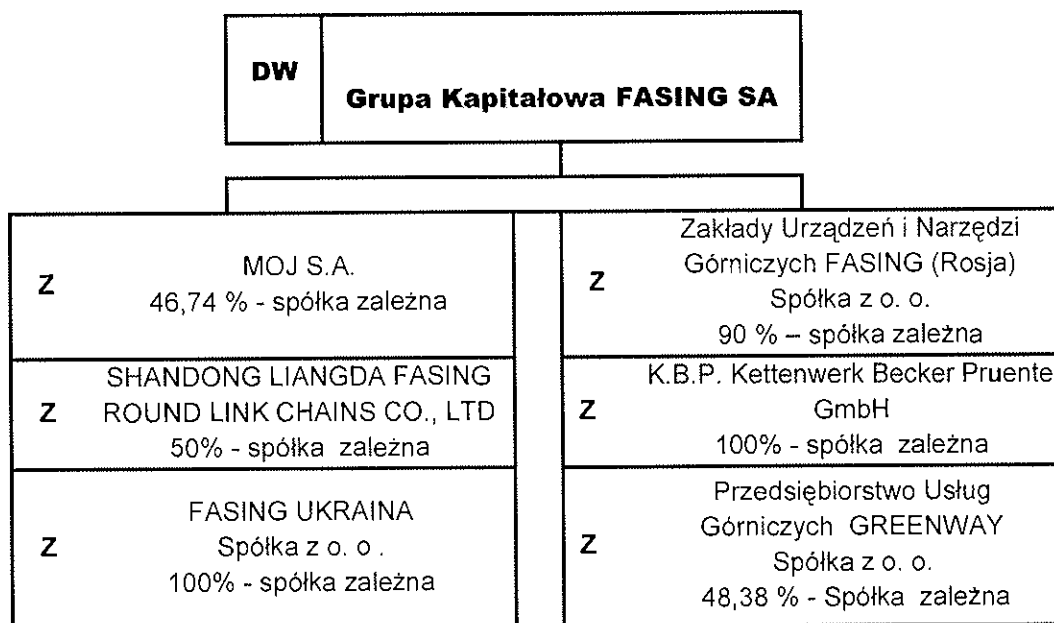 DW
Grupa Kapitałowa FASING SA
Z
MOJ S.A.
46,74 % - spółka zależna
Z
SHANDONG LIANGDA FASING
ROUND LINK CHAINS CO., LTD
50% - spółka zależna
Z
FASING UKRAINA
Spółka z o. o .
100% - spółka zależna
Z
Zakłady Urządzeń i Narzędzi
Górniczych FASING (Rosja)
Spółka z o. o.
90 % – spółka zależna
Z
K.B.P. Kettenwerk Becker Pruente
GmbH
100% - spółka zależna
Z
Przedsiębiorstwo Usług
Górniczych GREENWAY
Spółka z o. o.
48,38 % - Spółka zależna